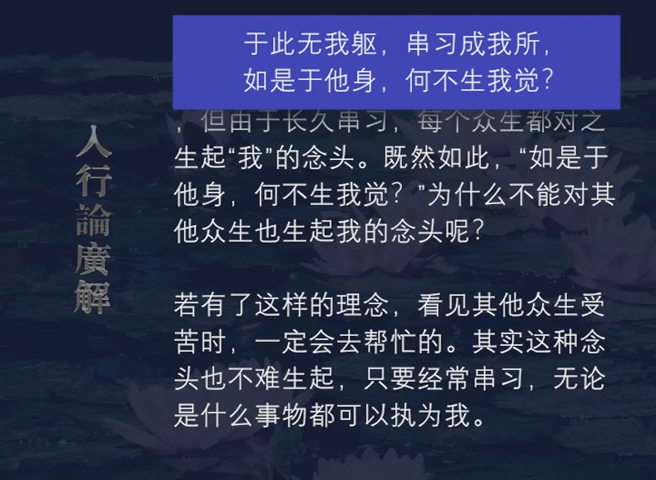 于此无我躯，串习成我所，
如是于他身，何不生我觉？
，但由于长久串习，每个众生都对之
生起“我”的念头。既然如此，“如是于
他身，何不生我觉？”为什么不能对其
他众生也生起我的念头呢？
若有了这样的理念，看见其他众生受
苦时，一定会去帮忙的。其实这种念
头也不难生起，只要经常串习，无论
是什么事物都可以执为我。
入行論廣解